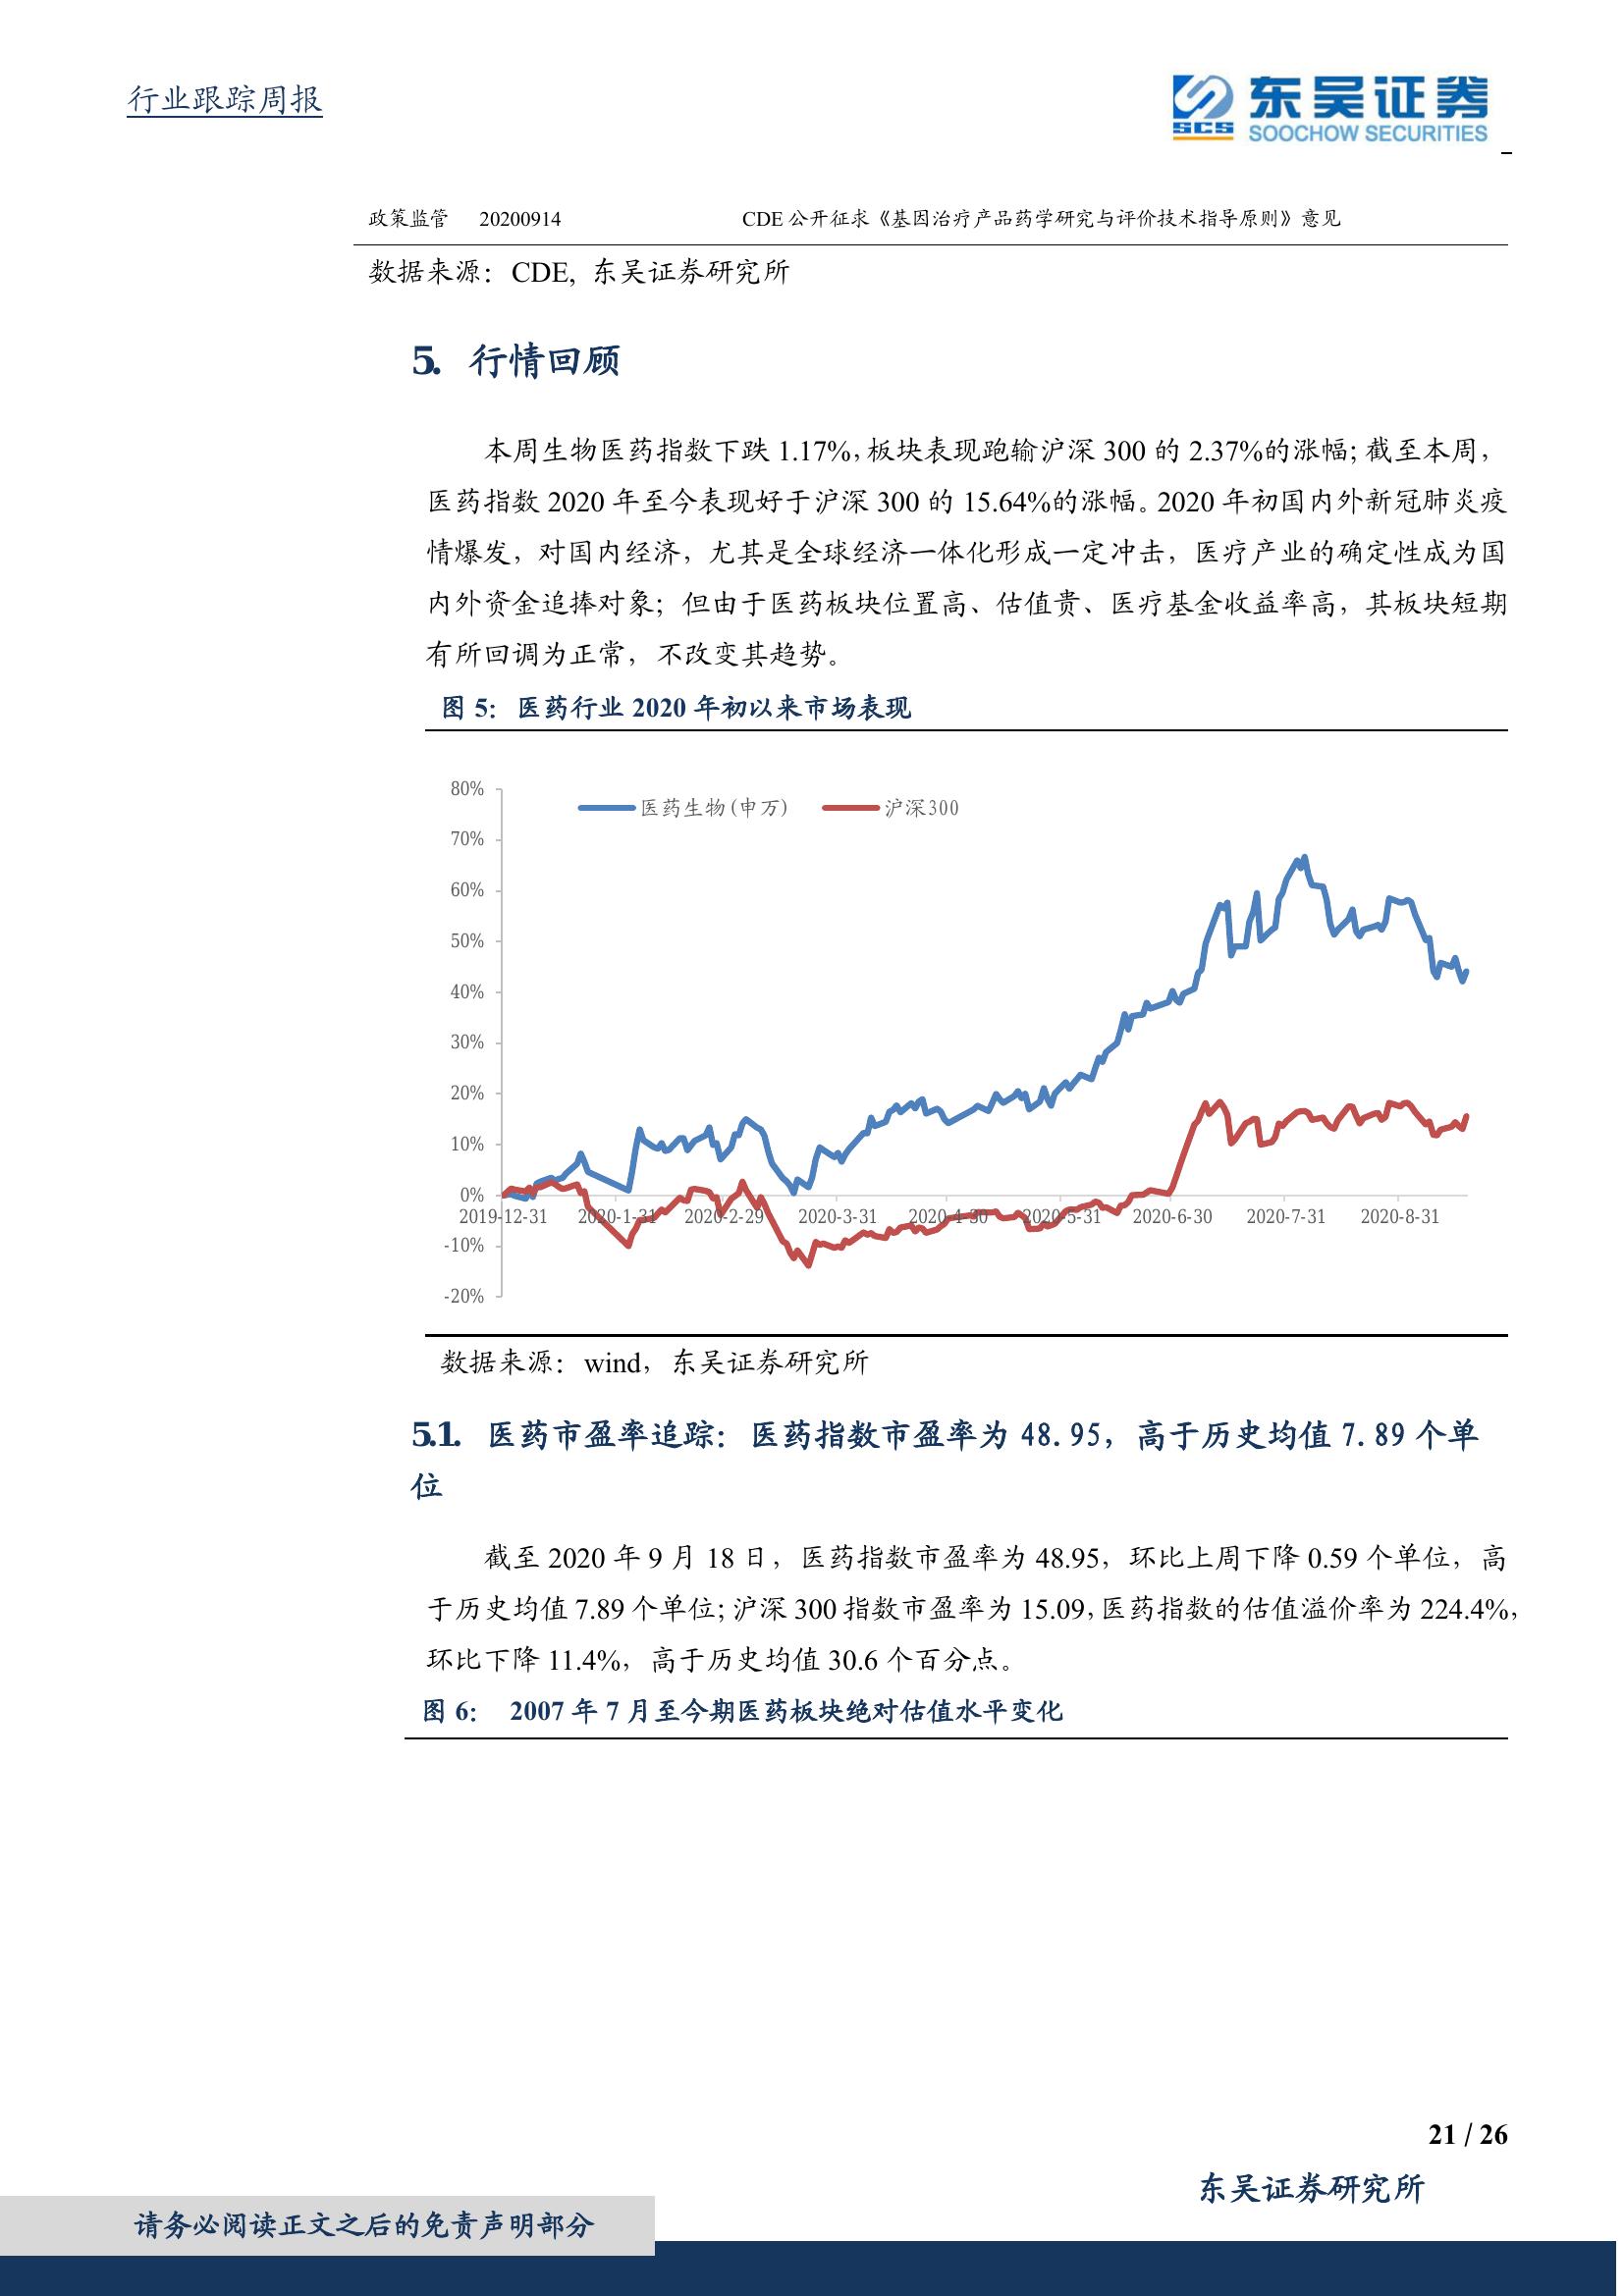 行业跟踪周报
东吴证券
SCS
SOOCHOW SECURITIES
政策监管 20200914 CDE 公开征求《基因治疗产品药学研究与评价技术指导原则》意见
数据来源：CDE, 东吴证券研究所
5. 行情回顾
本周生物医药指数下跌 1.17%，板块表现跑输沪深 300 的 2.37%的涨幅；截至本周，
医药指数 2020 年至今表现好于沪深 300 的 15.64%的涨幅。2020 年初国内外新冠肺炎疫
情爆发，对国内经济，尤其是全球经济一体化形成一定冲击，医疗产业的确定性成为国
内外资金追捧对象；但由于医药板块位置高、估值贵、医疗基金收益率高，其板块短期
有所回调为正常，不改变其趋势。
图 5： 医药行业 2020 年初以来市场表现
80%
医药生物(申万) 沪深300
70%
60%
50%
40%
30%
20%
10%
0%
2019-12-31 2020-1-31 2020-2-29 2020-3-31 2020-4-30 2020-5-31 2020-6-30 2020-7-31 2020-8-31
-10%
-20%
数据来源：wind，东吴证券研究所
5.1. 医药市盈率追踪：医药指数市盈率为 48.95，高于历史均值 7.89 个单
位
截至 2020 年 9 月 18 日，医药指数市盈率为 48.95，环比上周下降 0.59 个单位，高
于历史均值 7.89 个单位；沪深 300 指数市盈率为 15.09，医药指数的估值溢价率为 224.4%，
环比下降 11.4%，高于历史均值 30.6 个百分点。
图 6： 2007 年 7 月至今期医药板块绝对估值水平变化
21 / 26
东吴证券研究所
请务必阅读正文之后的免责声明部分